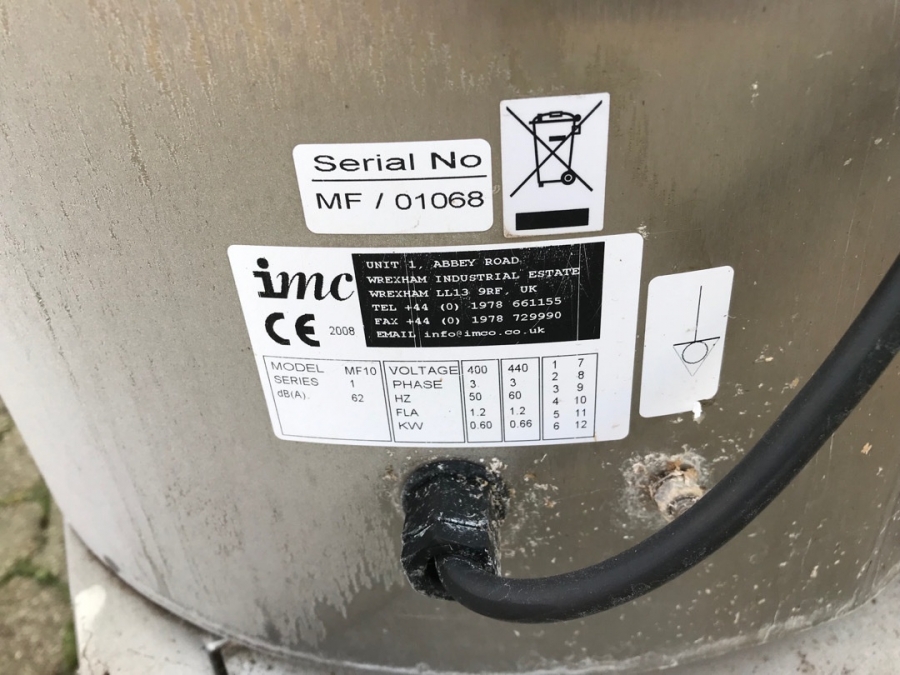 Serial No
MF / 01068
imc
CE 2008
UNIT 1, ABBEY ROAD
WREXHAM INDUSTRIAL ESTATE
WREXHAM LL13 9RF, UK
TEL +44 (0) 1978 661155
FAX +44 (0) 1978 729990
EMAIL info@imco.co.uk
MODEL MF10
SERIES 1
dB(A). 62
VOLTAGE 400 440
PHASE 3 3
HZ 50 60
FLA 1.2 1.2
KW 0.60 0.66
1 7
2 8
3 9
4 10
5 11
6 12